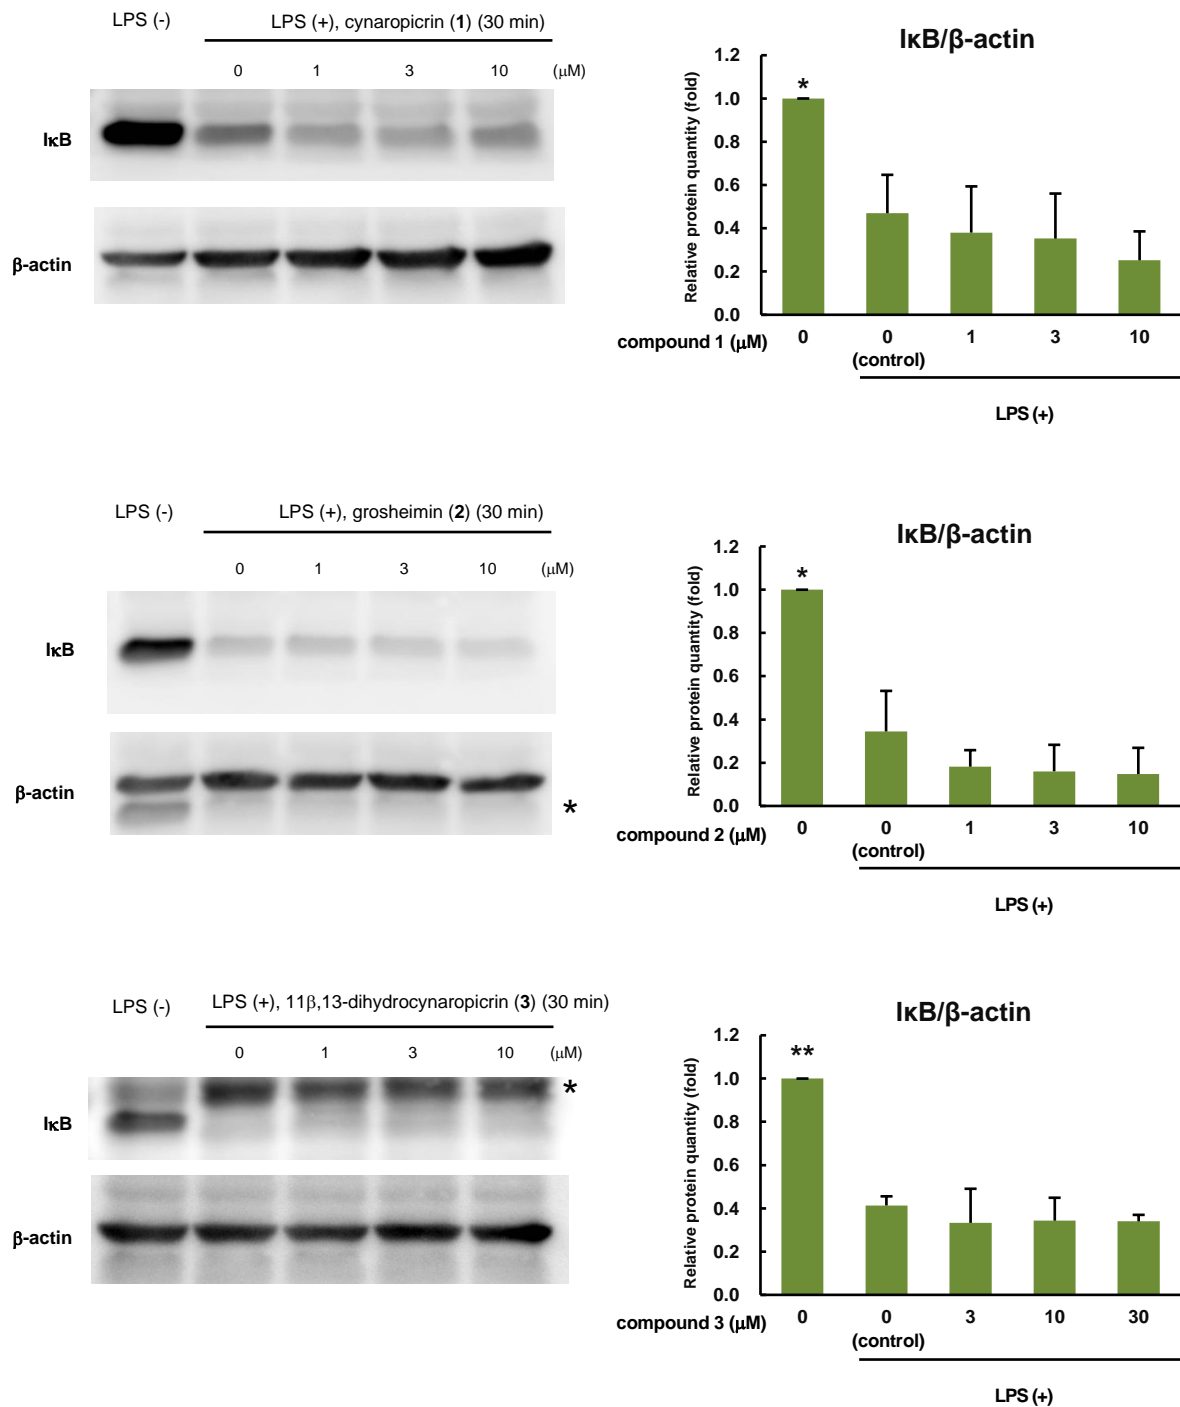 LPS (-)
LPS (+), cynaropicrin (1) (30 min)
0 1 3 10 (μM)
IκB
β-actin
IκB/β-actin
Relative protein quantity (fold)
1.2
1.0
0.8
0.6
0.4
0.2
0.0
*
compound 1 (μM) 0 0 1 3 10
(control)
LPS (+)
LPS (-)
LPS (+), grosheimin (2) (30 min)
0 1 3 10 (μM)
IκB
β-actin
*
IκB/β-actin
Relative protein quantity (fold)
1.2
1.0
0.8
0.6
0.4
0.2
0.0
*
compound 2 (μM) 0 0 1 3 10
(control)
LPS (+)
LPS (-)
LPS (+), 11β,13-dihydrocynaropicrin (3) (30 min)
0 1 3 10 (μM)
*
IκB
β-actin
IκB/β-actin
Relative protein quantity (fold)
1.2
1.0
0.8
0.6
0.4
0.2
0.0
**
compound 3 (μM) 0 0 3 10 30
(control)
LPS (+)